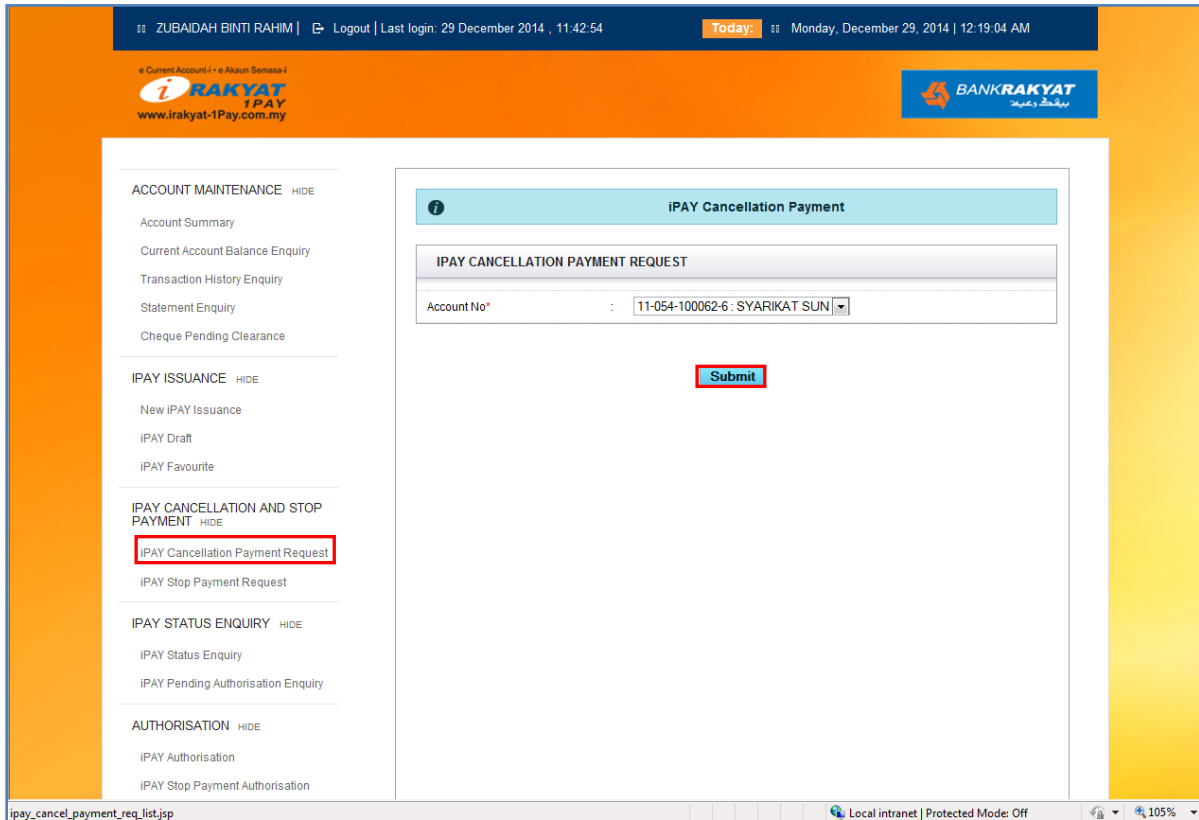 ZUBAIDAH BINTI RAHIM | Logout | Last login: 29 December 2014 , 11:42:54
Today: Monday, December 29, 2014 | 12:19:04 AM
e Current Account-i • e Akaun Semasa-i
i RAKYAT
1PAY
www.irakyat-1Pay.com.my
BANKRAKYAT
ACCOUNT MAINTENANCE HIDE
Account Summary
Current Account Balance Enquiry
Transaction History Enquiry
Statement Enquiry
Cheque Pending Clearance
IPAY ISSUANCE HIDE
New iPAY Issuance
iPAY Draft
iPAY Favourite
IPAY CANCELLATION AND STOP
PAYMENT HIDE
iPAY Cancellation Payment Request
iPAY Stop Payment Request
IPAY STATUS ENQUIRY HIDE
iPAY Status Enquiry
iPAY Pending Authorisation Enquiry
AUTHORISATION HIDE
iPAY Authorisation
iPAY Stop Payment Authorisation
iPAY Cancellation Payment
IPAY CANCELLATION PAYMENT REQUEST
Account No* : 11-054-100062-6 : SYARIKAT SUN
Submit
ipay_cancel_payment_req_list.jsp
Local intranet | Protected Mode: Off
105%